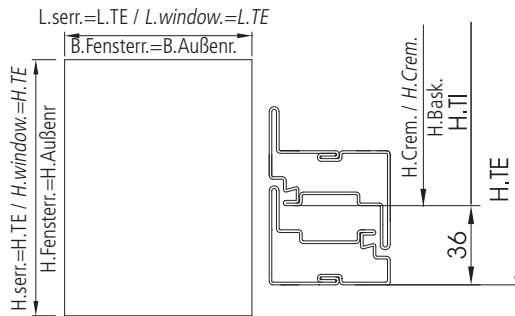 L.serr.=L.TE / L.window.=L.TE
B.Fensterr.=B.Außenr.
H.serr.=H.TE / H.window.=H.TE
H.Fensterr.=H.Außenr
H.Crem. / H.Crem.
H.Bask.
H.TI
H.TE
36